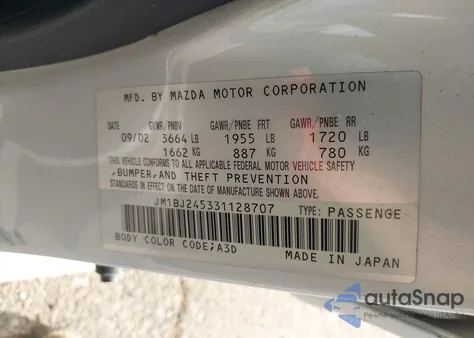 MFD. BY MAZDA MOTOR CORPORATION
GVWR/PNBV GAWR/PNBE FRT GAWR/PNBE RR
09/02 3664 LB 1955 LB 1720 LB
1662 KG 887 KG 780 KG
THIS VEHICLE CONFORMS TO ALL APPLICABLE FEDERAL MOTOR VEHICLE SAFETY
,BUMPER,AND THEFT PREVENTION
STANDARDS IN EFFECT ON THE DATE OF MANUFACTURE SHOWN ABOVE.
JM1BJ245331128707 TYPE: PASSENGE
BODY COLOR CODE;A3D MADE IN JAPAN
autoSnap